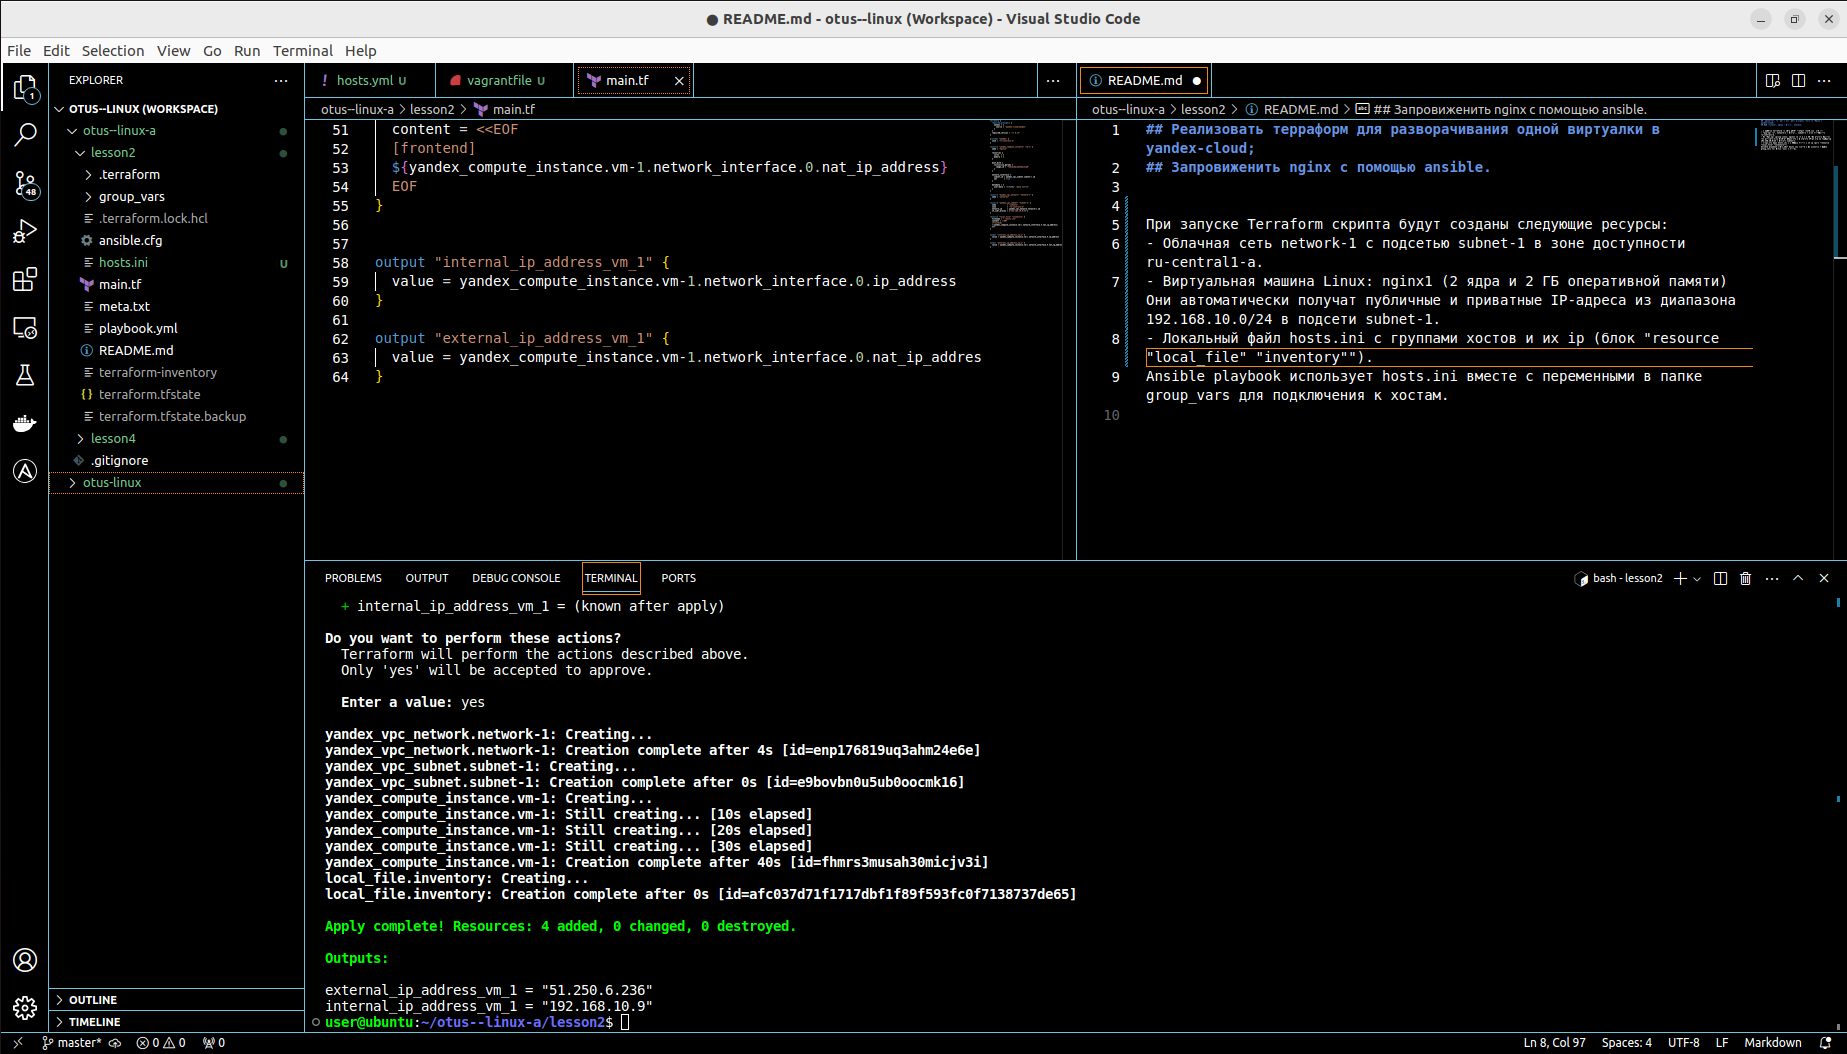 README.md - otus--linux (Workspace) - Visual Studio Code
File Edit Selection View Go Run Terminal Help
EXPLORER
OTUS--LINUX (WORKSPACE)
otus--linux-a
lesson2
.terraform
group_vars
.terraform.lock.hcl
ansible.cfg
hosts.ini U
main.tf
meta.txt
playbook.yml
README.md
terraform-inventory
terraform.tfstate
terraform.tfstate.backup
lesson4
.gitignore
otus-linux
OUTLINE
TIMELINE
1
48
hosts.yml U vagrantfile U main.tf
otus--linux-a > lesson2 > main.tf
51 content = <<EOF
52 [frontend]
53 ${yandex_compute_instance.vm-1.network_interface.0.nat_ip_address}
54 EOF
55 }
56
57
58 output "internal_ip_address_vm_1" {
59 value = yandex_compute_instance.vm-1.network_interface.0.ip_address
60 }
61
62 output "external_ip_address_vm_1" {
63 value = yandex_compute_instance.vm-1.network_interface.0.nat_ip_addres
64 }
README.md
otus--linux-a > lesson2 > README.md > ## Запровиженить nginx с помощью ansible.
1 ## Реализовать терраформ для разворачивания одной виртуалки в
yandex-cloud;
2 ## Запровиженить nginx с помощью ansible.
3
4
5 При запуске Terraform скрипта будут созданы следующие ресурсы:
6 - Облачная сеть network-1 с подсетью subnet-1 в зоне доступности
ru-central1-a.
7 - Виртуальная машина Linux: nginx1 (2 ядра и 2 ГБ оперативной памяти)
Они автоматически получат публичные и приватные IP-адреса из диапазона
192.168.10.0/24 в подсети subnet-1.
8 - Локальный файл hosts.ini с группами хостов и их ip (блок "resource
"local_file" "inventory"").
9 Ansible playbook использует hosts.ini вместе с переменными в папке
group_vars для подключения к хостам.
10
PROBLEMS OUTPUT DEBUG CONSOLE TERMINAL PORTS
bash - lesson2
+ internal_ip_address_vm_1 = (known after apply)
Do you want to perform these actions?
Terraform will perform the actions described above.
Only 'yes' will be accepted to approve.
Enter a value: yes
yandex_vpc_network.network-1: Creating...
yandex_vpc_network.network-1: Creation complete after 4s [id=enp176819uq3ahm24e6e]
yandex_vpc_subnet.subnet-1: Creating...
yandex_vpc_subnet.subnet-1: Creation complete after 0s [id=e9bovbn0u5ub0oocmk16]
yandex_compute_instance.vm-1: Creating...
yandex_compute_instance.vm-1: Still creating... [10s elapsed]
yandex_compute_instance.vm-1: Still creating... [20s elapsed]
yandex_compute_instance.vm-1: Still creating... [30s elapsed]
yandex_compute_instance.vm-1: Creation complete after 40s [id=fhmrs3musah30micjv3i]
local_file.inventory: Creating...
local_file.inventory: Creation complete after 0s [id=afc037d71f1717dbf1f89f593fc0f7138737de65]
Apply complete! Resources: 4 added, 0 changed, 0 destroyed.
Outputs:
external_ip_address_vm_1 = "51.250.6.236"
internal_ip_address_vm_1 = "192.168.10.9"
user@ubuntu:~/otus--linux-a/lesson2$
master* 0 0 0
Ln 8, Col 97 Spaces: 4 UTF-8 LF Markdown